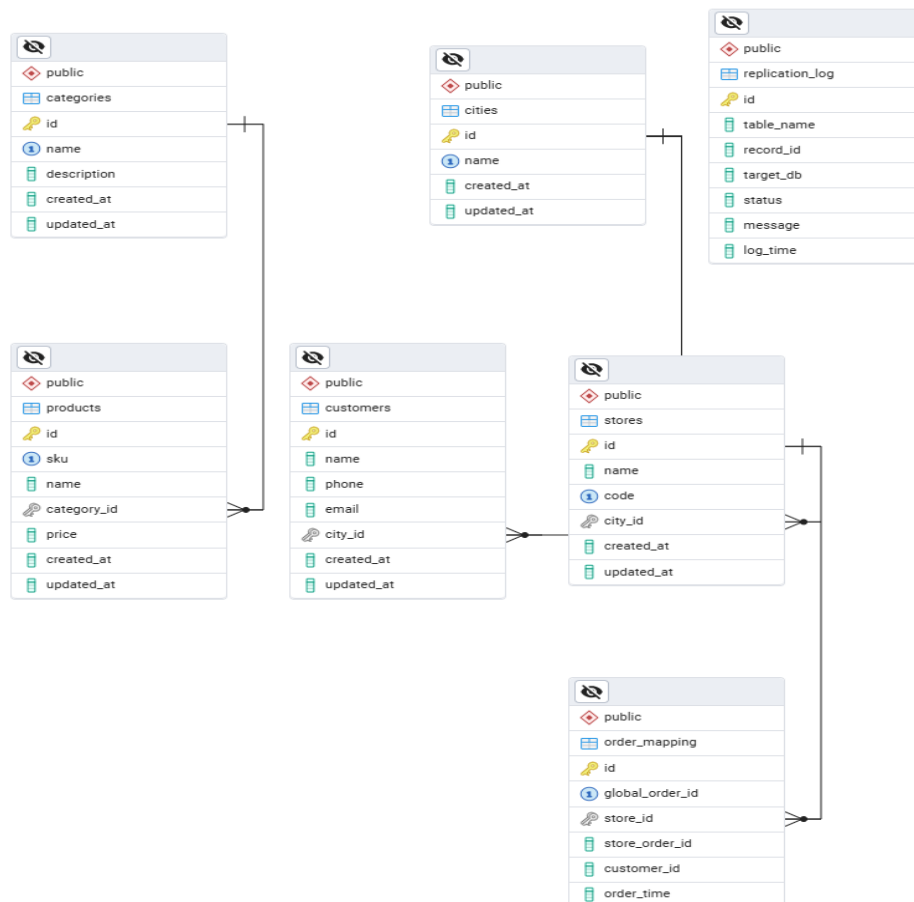 public
categories
id
name
description
created_at
updated_at
public
cities
id
name
created_at
updated_at
public
replication_log
id
table_name
record_id
target_db
status
message
log_time
public
products
id
sku
name
category_id
price
created_at
updated_at
public
customers
id
name
phone
email
city_id
created_at
updated_at
public
stores
id
name
code
city_id
created_at
updated_at
public
order_mapping
id
global_order_id
store_id
store_order_id
customer_id
order_time